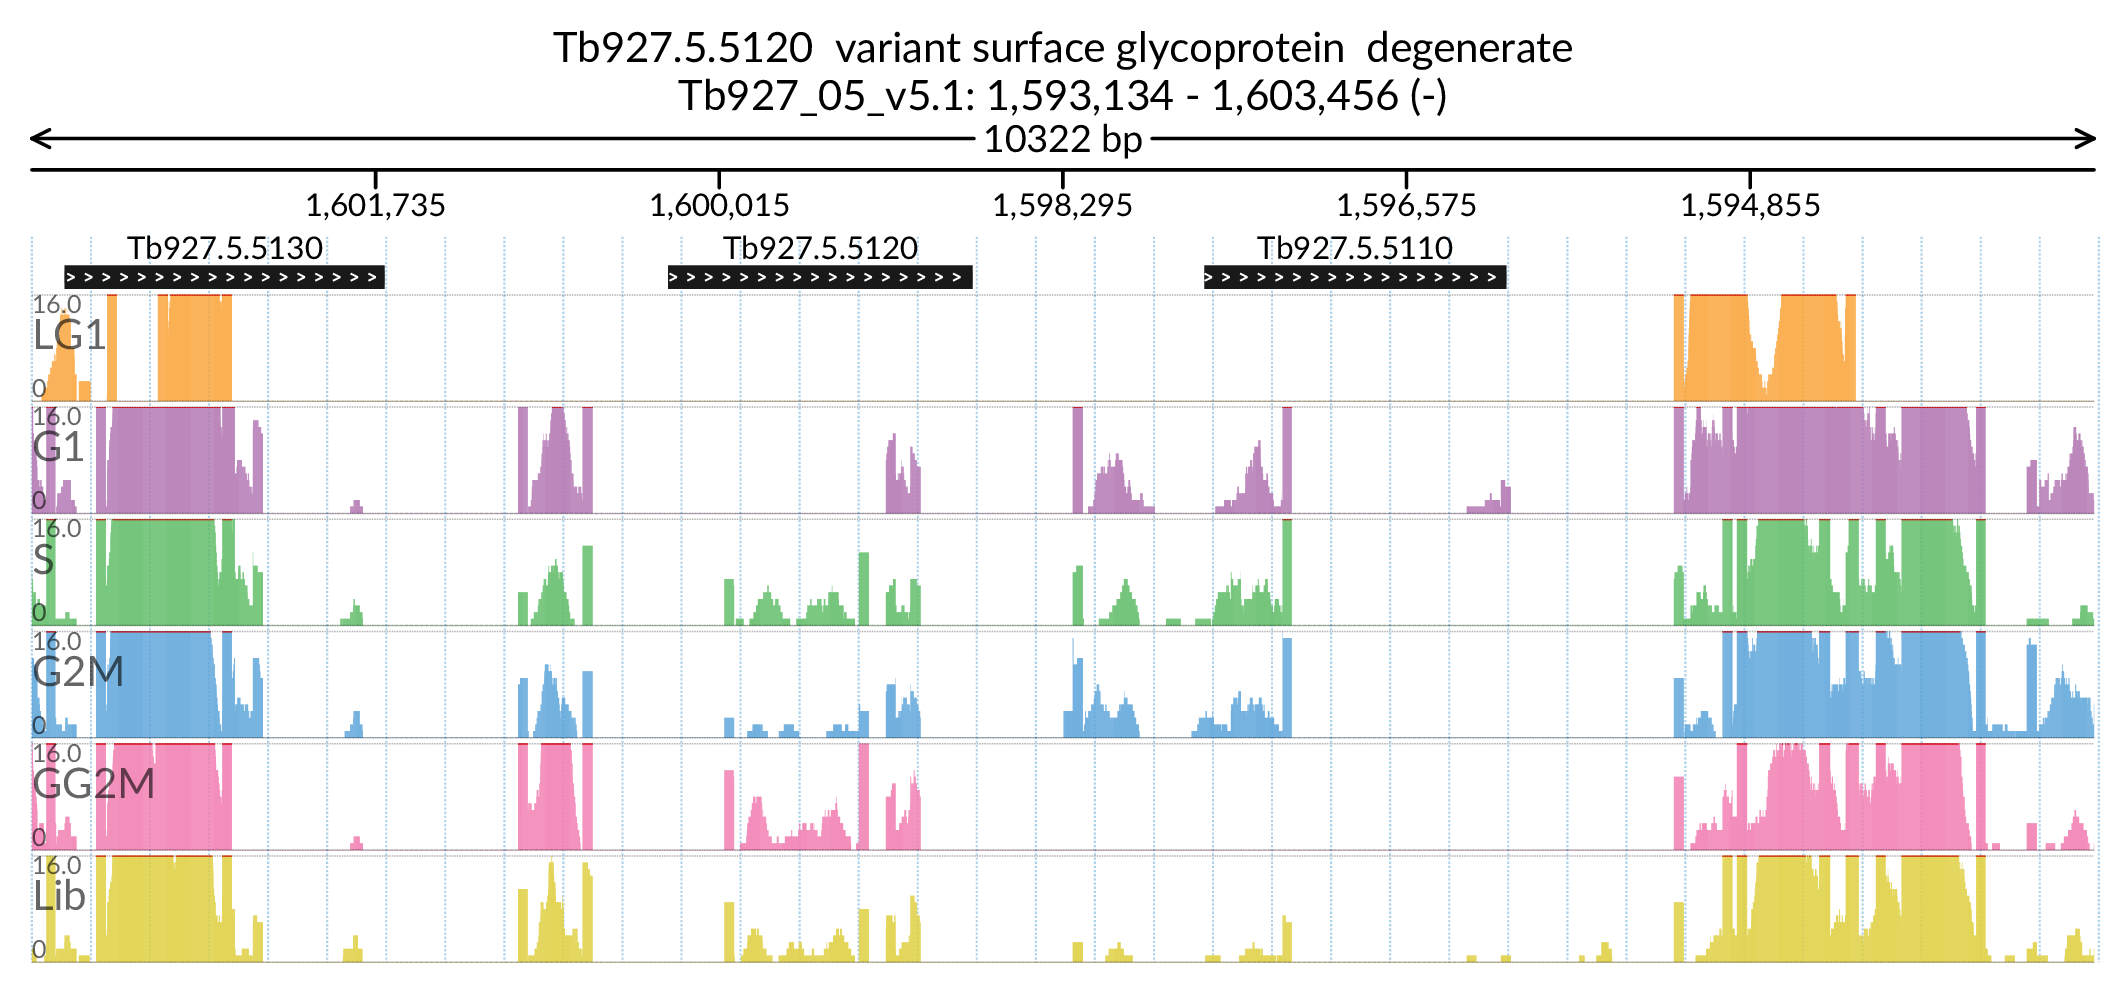 Tb927.5.5120  variant surface glycoprotein  degenerate
Tb927_05_v5.1: 1,593,134 - 1,603,456 (-)
10322 bp
1,601,735 1,600,015 1,598,295 1,596,575 1,594,855
Tb927.5.5130 Tb927.5.5120 Tb927.5.5110
16.0
LG1
0
16.0
G1
0
16.0
S
0
16.0
G2M
0
16.0
GG2M
0
16.0
Lib
0